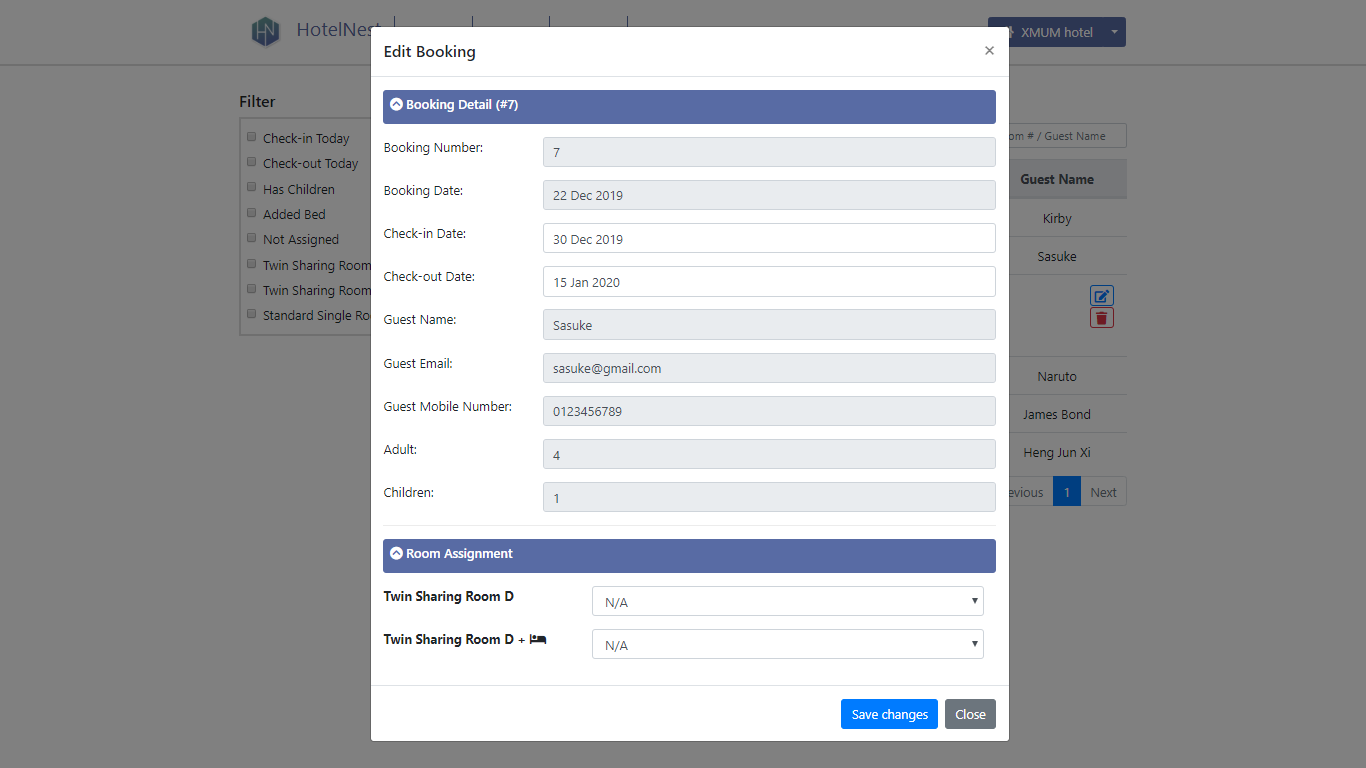 HotelNest
XMUM hotel
Edit Booking
×
Filter
Booking Detail (#7)
Check-in Today
Check-out Today
Has Children
Added Bed
Not Assigned
Twin Sharing Room
Twin Sharing Room
Standard Single Ro
Booking Number: 7
Booking Date: 22 Dec 2019
Check-in Date: 30 Dec 2019
Check-out Date: 15 Jan 2020
Guest Name: Sasuke
Guest Email: sasuke@gmail.com
Guest Mobile Number: 0123456789
Adult: 4
Children: 1
Room Assignment
Twin Sharing Room D N/A
Twin Sharing Room D + N/A
Save changes Close
# / Guest Name
Guest Name
Kirby
Sasuke
Naruto
James Bond
Heng Jun Xi
evious 1 Next